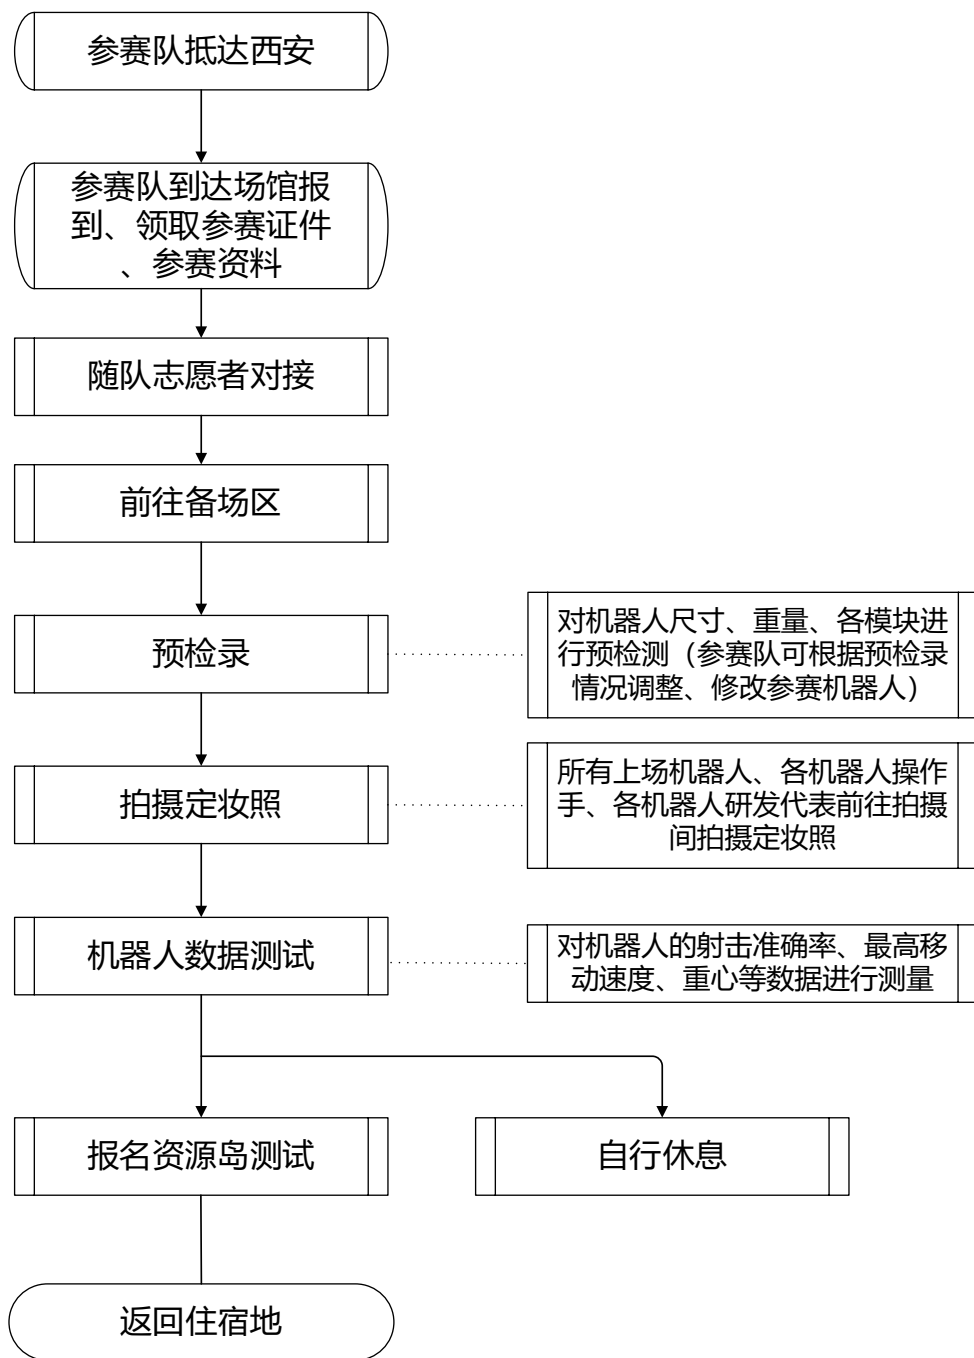 参赛队抵达西安
参赛队到达场馆报
到、领取参赛证件
、参赛资料
随队志愿者对接
前往备场区
预检录
对机器人尺寸、重量、各模块进
行预检测（参赛队可根据预检录
情况调整、修改参赛机器人）
拍摄定妆照
所有上场机器人、各机器人操作
手、各机器人研发代表前往拍摄
间拍摄定妆照
机器人数据测试
对机器人的射击准确率、最高移
动速度、重心等数据进行测量
报名资源岛测试
自行休息
返回住宿地